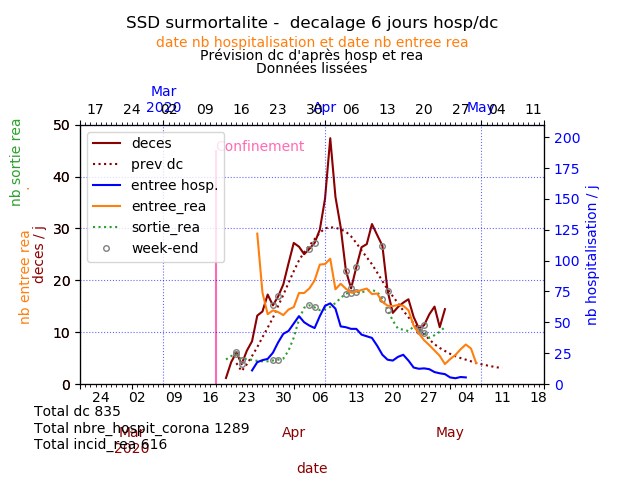 SSD surmortalite -  decalage 6 jours hosp/dc
date nb hospitalisation et date nb entree rea
Prévision dc d'après hosp et rea
Données lissées
Mar
2020
Apr
May
17 24 02 09 16 23 30 06 13 20 27 04 11
nb sortie rea
nb entree rea
deces / j
nb hospitalisation / j
50
40
30
20
10
0
200
175
150
125
100
75
50
25
0
Confinement
deces
prev dc
entree hosp.
entree_rea
sortie_rea
week-end
24 02 09 16 23 30 06 13 20 27 04 11 18
Total dc 835
Total nbre_hospit_corona 1289
Total incid_rea 616
Mar
2020
Apr
May
date